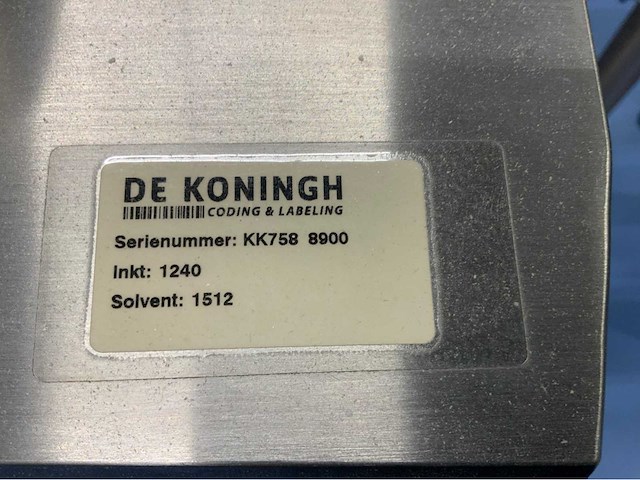 DE KONINGH
CODING & LABELING
Serienummer: KK758 8900
Inkt: 1240
Solvent: 1512